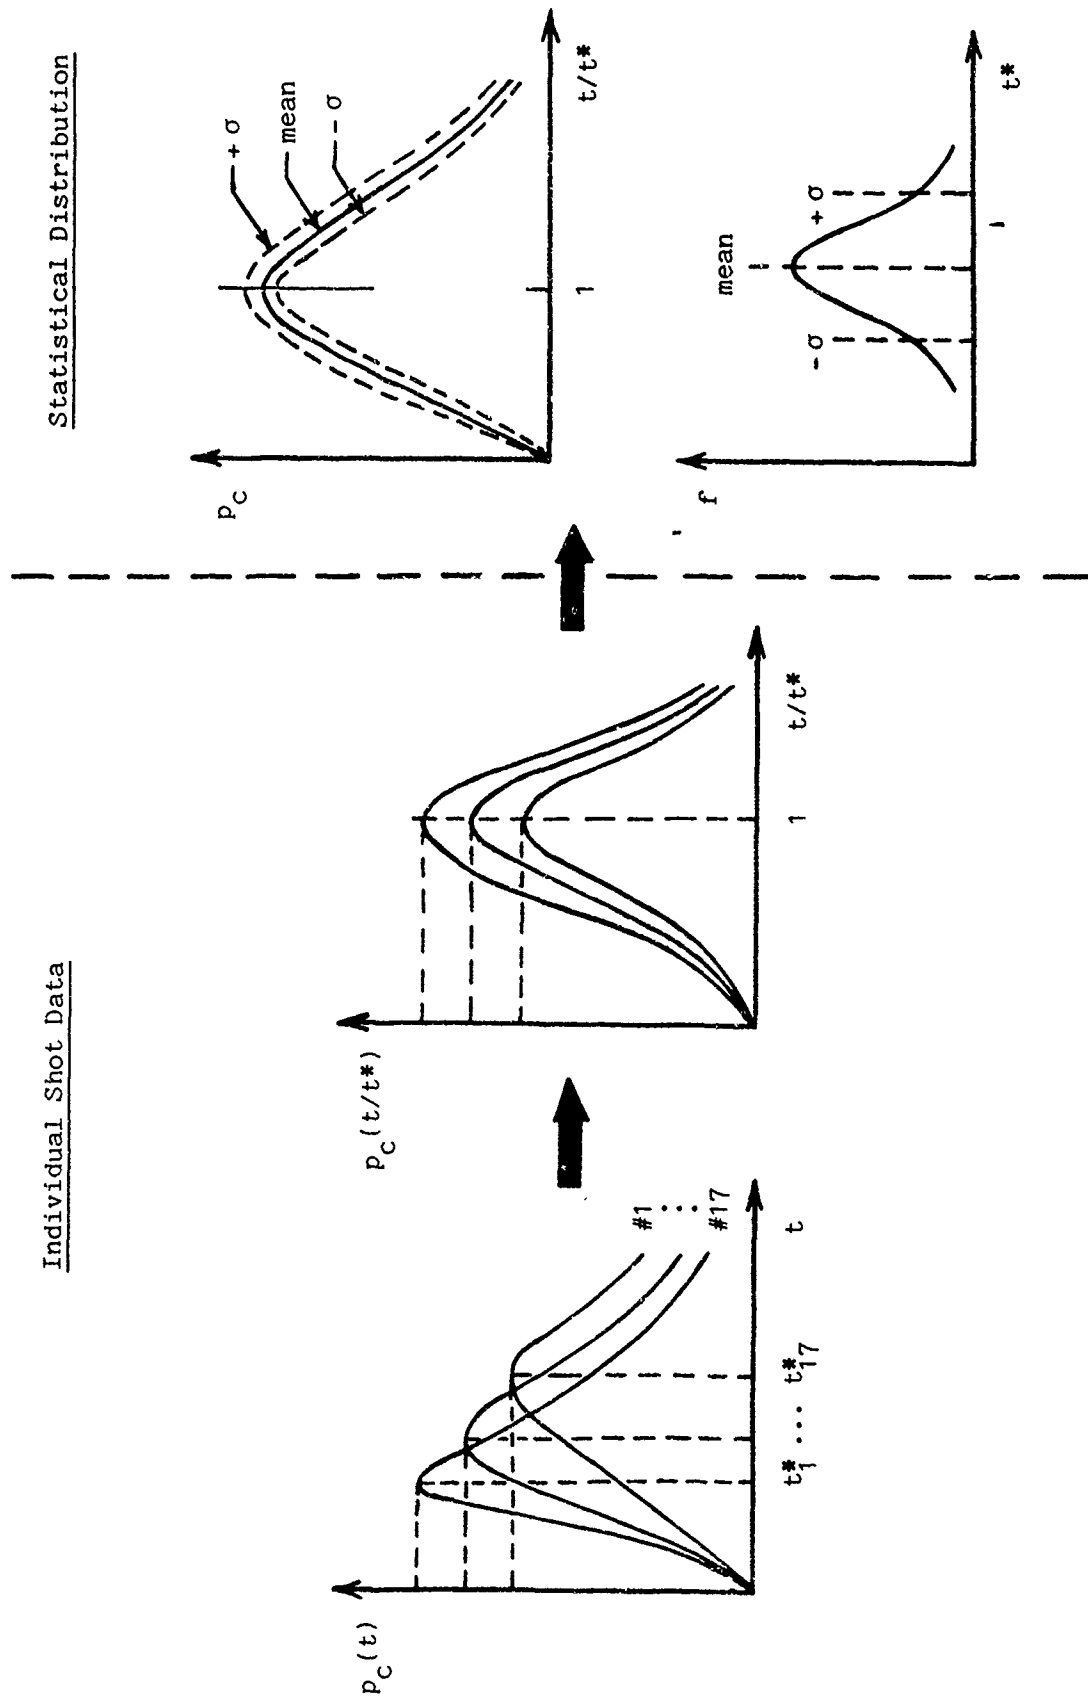 Individual Shot Data
p_c(t)
#1
...
#17
t*_1 .... t*_17
t
p_c(t/t*)
1
t/t*
Statistical Distribution
p_c
+σ
mean
-σ
1
t/t*
f
mean
-σ
+σ
t*